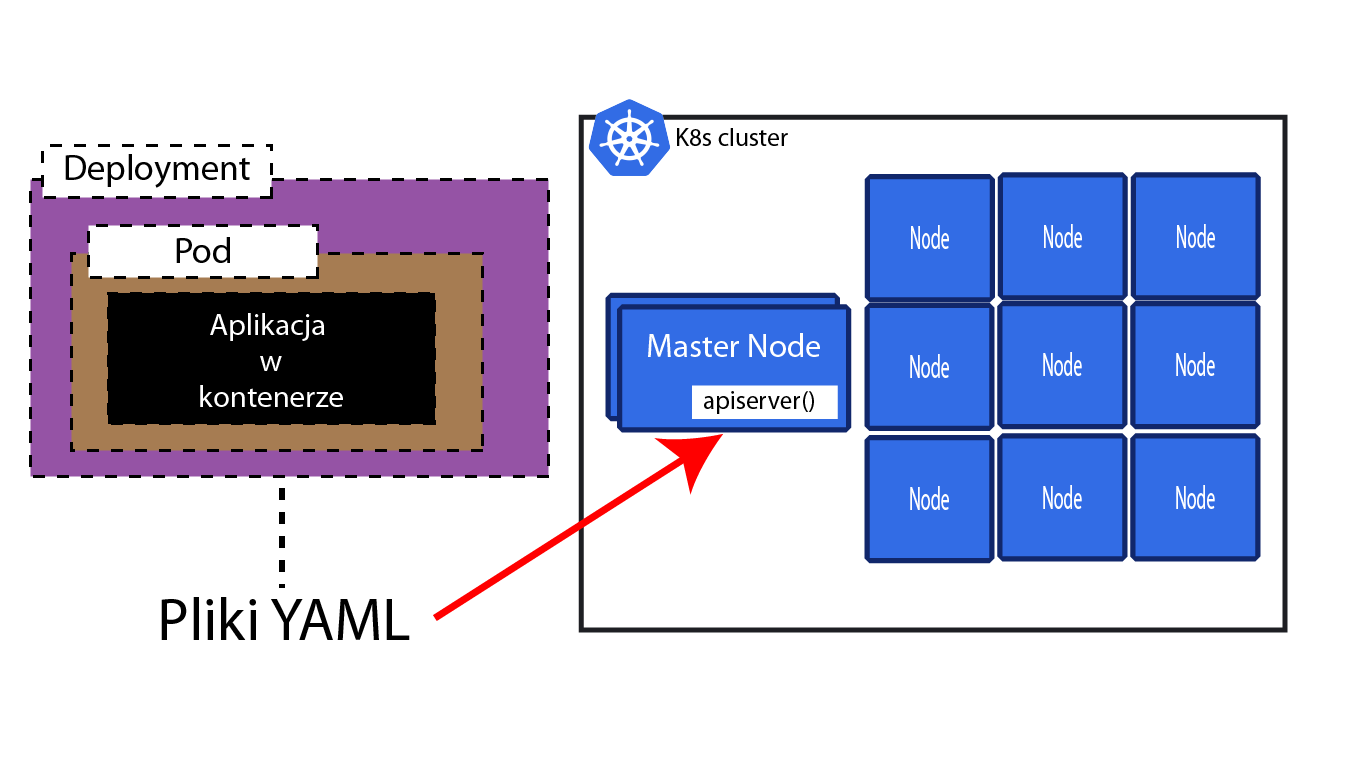 Deployment
Pod
Aplikacja
w
kontenerze
Pliki YAML
K8s cluster
Master Node
apiserver()
Node
Node
Node
Node
Node
Node
Node
Node
Node